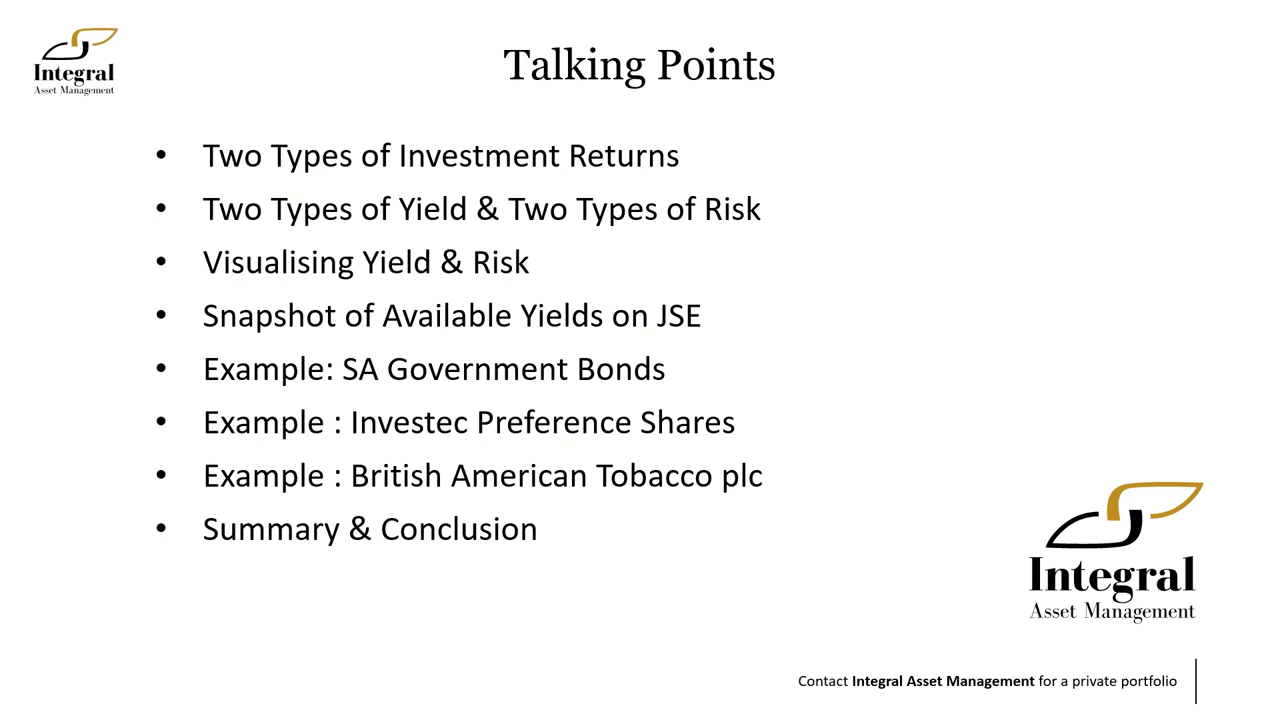 Integral
Asset Management
Talking Points
• Two Types of Investment Returns
• Two Types of Yield & Two Types of Risk
• Visualising Yield & Risk
• Snapshot of Available Yields on JSE
• Example: SA Government Bonds
• Example : Investec Preference Shares
• Example : British American Tobacco plc
• Summary & Conclusion
Integral
Asset Management
Contact Integral Asset Management for a private portfolio